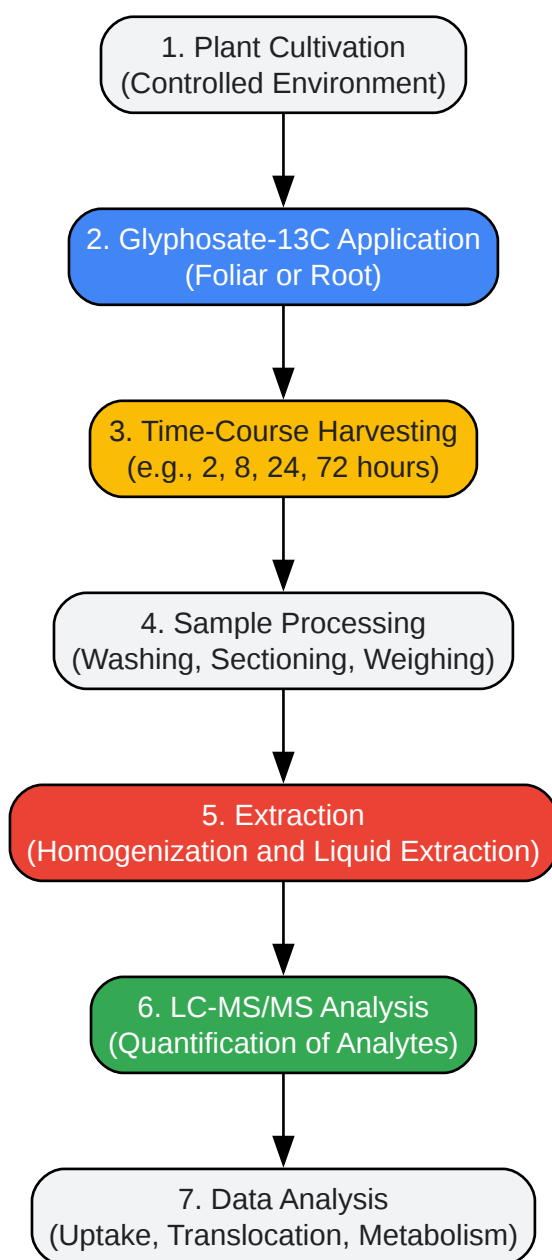 1. Plant Cultivation
(Controlled Environment)
2. Glyphosate-13C Application
(Foliar or Root)
3. Time-Course Harvesting
(e.g., 2, 8, 24, 72 hours)
4. Sample Processing
(Washing, Sectioning, Weighing)
5. Extraction
(Homogenization and Liquid Extraction)
6. LC-MS/MS Analysis
(Quantification of Analytes)
7. Data Analysis
(Uptake, Translocation, Metabolism)